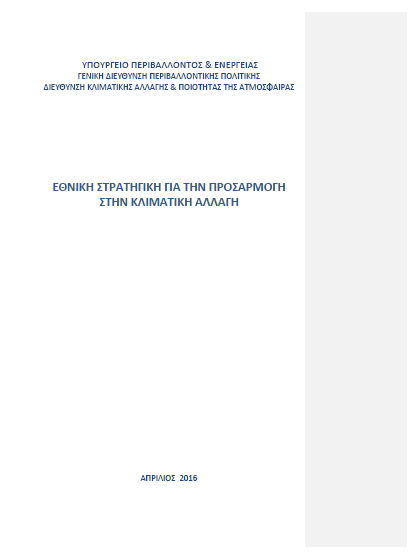 ΥΠΟΥΡΓΕΙΟ ΠΕΡΙΒΑΛΛΟΝΤΟΣ & ΕΝΕΡΓΕΙΑΣ
ΓΕΝΙΚΗ ΔΙΕΥΘΥΝΣΗ ΠΕΡΙΒΑΛΛΟΝΤΙΚΗΣ ΠΟΛΙΤΙΚΗΣ
ΔΙΕΥΘΥΝΣΗ ΚΛΙΜΑΤΙΚΗΣ ΑΛΛΑΓΗΣ & ΠΟΙΟΤΗΤΑΣ ΤΗΣ ΑΤΜΟΣΦΑΙΡΑΣ
ΕΘΝΙΚΗ ΣΤΡΑΤΗΓΙΚΗ ΓΙΑ ΤΗΝ ΠΡΟΣΑΡΜΟΓΗ
ΣΤΗΝ ΚΛΙΜΑΤΙΚΗ ΑΛΛΑΓΗ
ΑΠΡΙΛΙΟΣ 2016